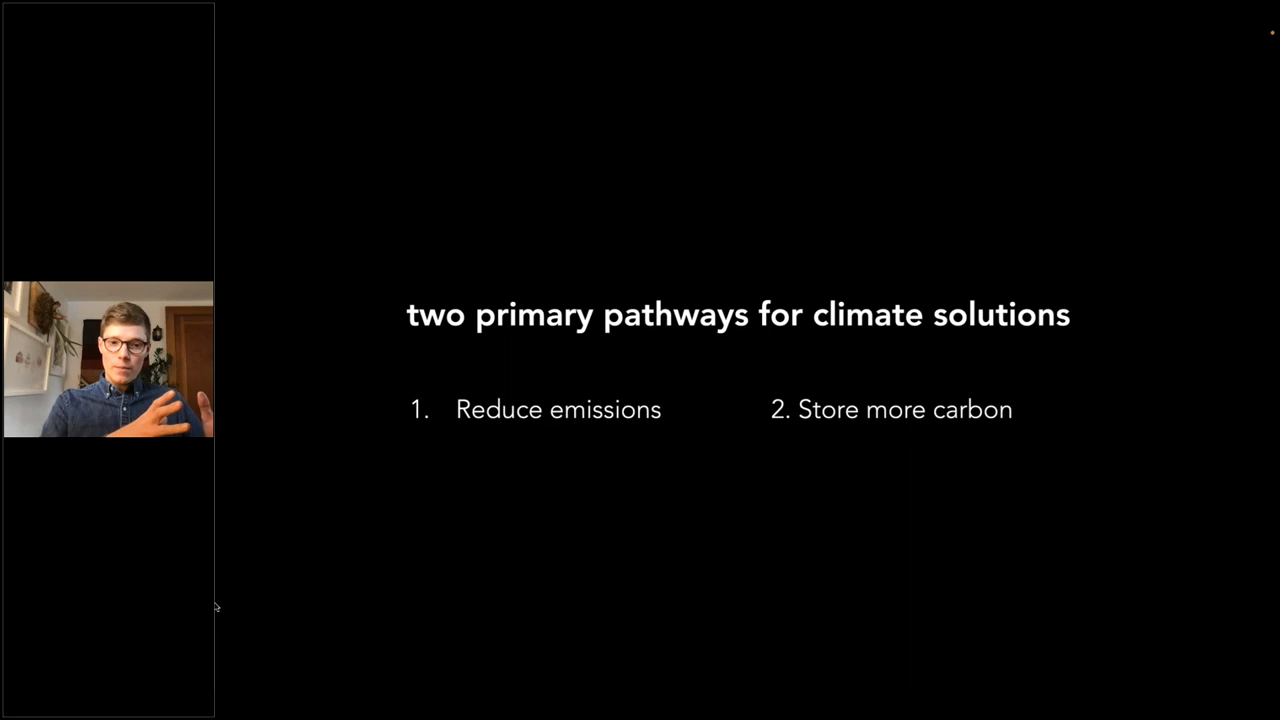 two primary pathways for climate solutions
1. Reduce emissions 2. Store more carbon